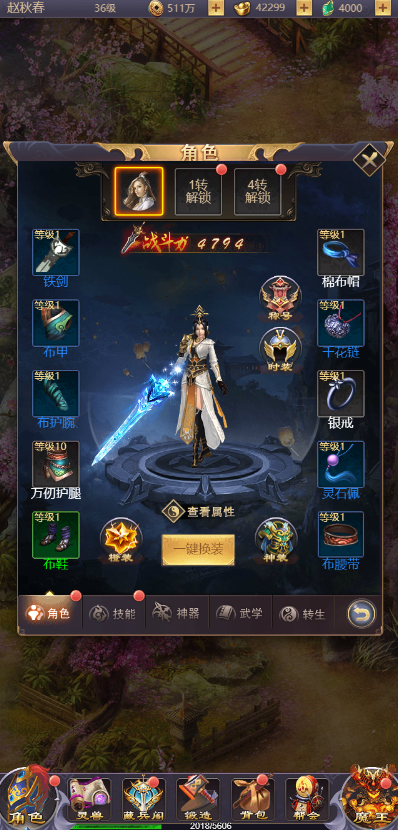 赵秋春 36级 511万 42299 4000
角色
1转
解锁
4转
解锁
战斗力 4794
等级1
铁剑
等级1
棉布帽
称号
等级1
布甲
时装
等级1
千花链
等级1
布护腕
等级1
银戒
等级10
万仞护腿
等级1
灵石佩
查看属性
等级1
布鞋
橙装
一键换装
神装
等级1
布腰带
角色 技能 神器 武学 转生
角色 灵兽 藏兵阁 锻造 背包 帮会 魔王
2018/5606